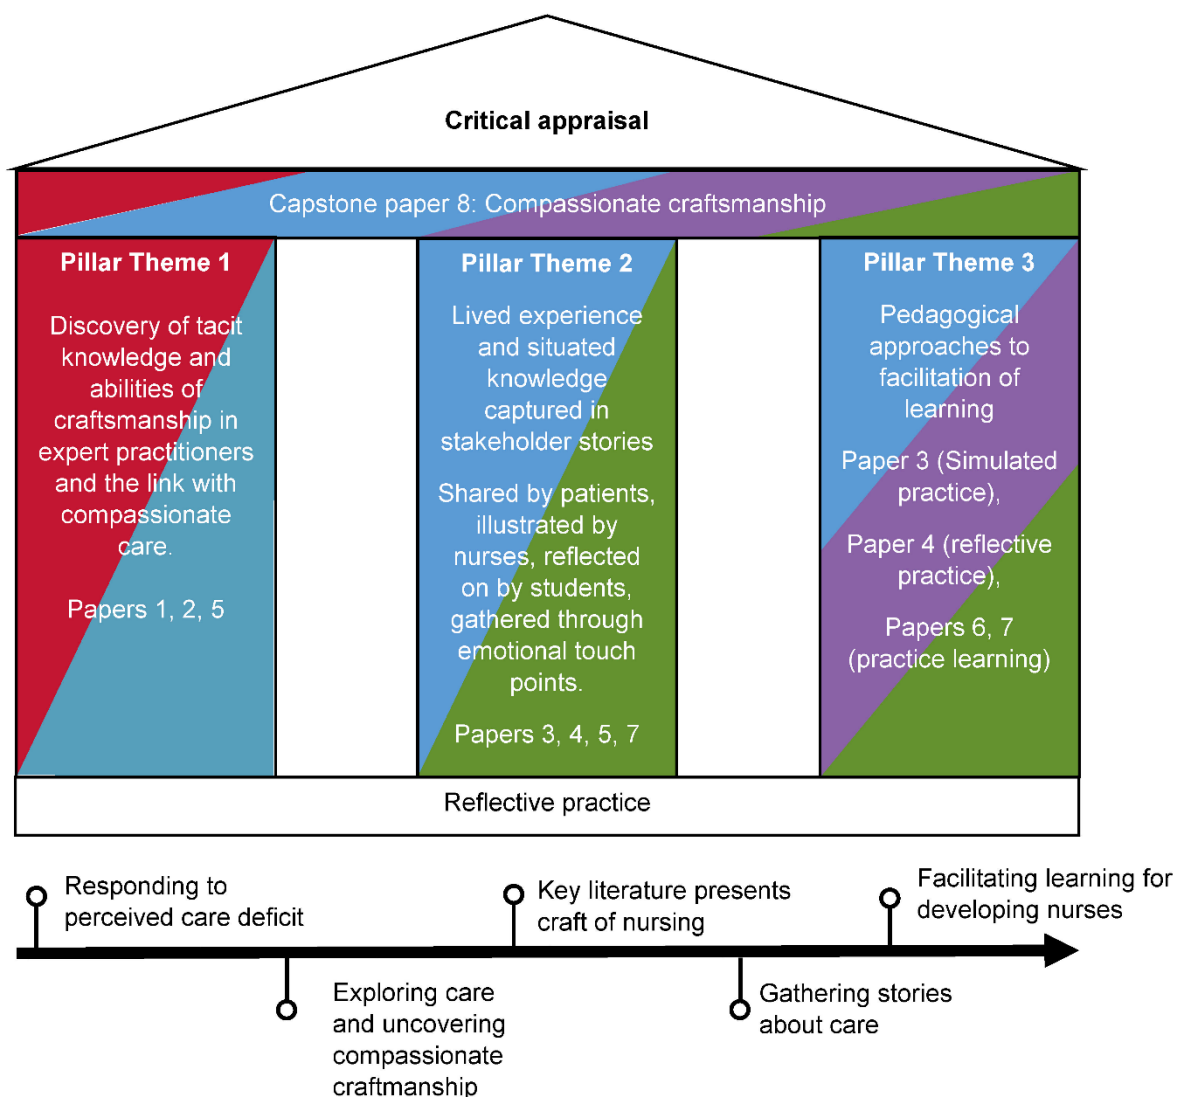 Critical appraisal
Capstone paper 8: Compassionate craftsmanship
Pillar Theme 1
Discovery of tacit
knowledge and
abilities of
craftsmanship in
expert practitioners
and the link with
compassionate
care.
Papers 1, 2, 5
Pillar Theme 2
Lived experience
and situated
knowledge
captured in
stakeholder stories
Shared by patients,
illustrated by
nurses, reflected
on by students,
gathered through
emotional touch
points.
Papers 3, 4, 5, 7
Pillar Theme 3
Pedagogical
approaches to
facilitation of
learning
Paper 3 (Simulated
practice),
Paper 4 (reflective
practice),
Papers 6, 7
(practice learning)
Reflective practice
Responding to
perceived care deficit
Exploring care
and uncovering
compassionate
craftmanship
Key literature presents
craft of nursing
Gathering stories
about care
Facilitating learning for
developing nurses